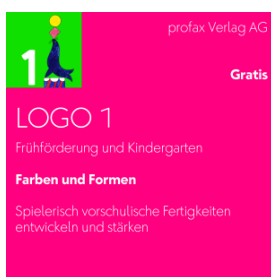 profax Verlag AG
1
Gratis
LOGO 1
Frühförderung und Kindergarten
Farben und Formen
Spielerisch vorschulische Fertigkeiten
entwickeln und stärken